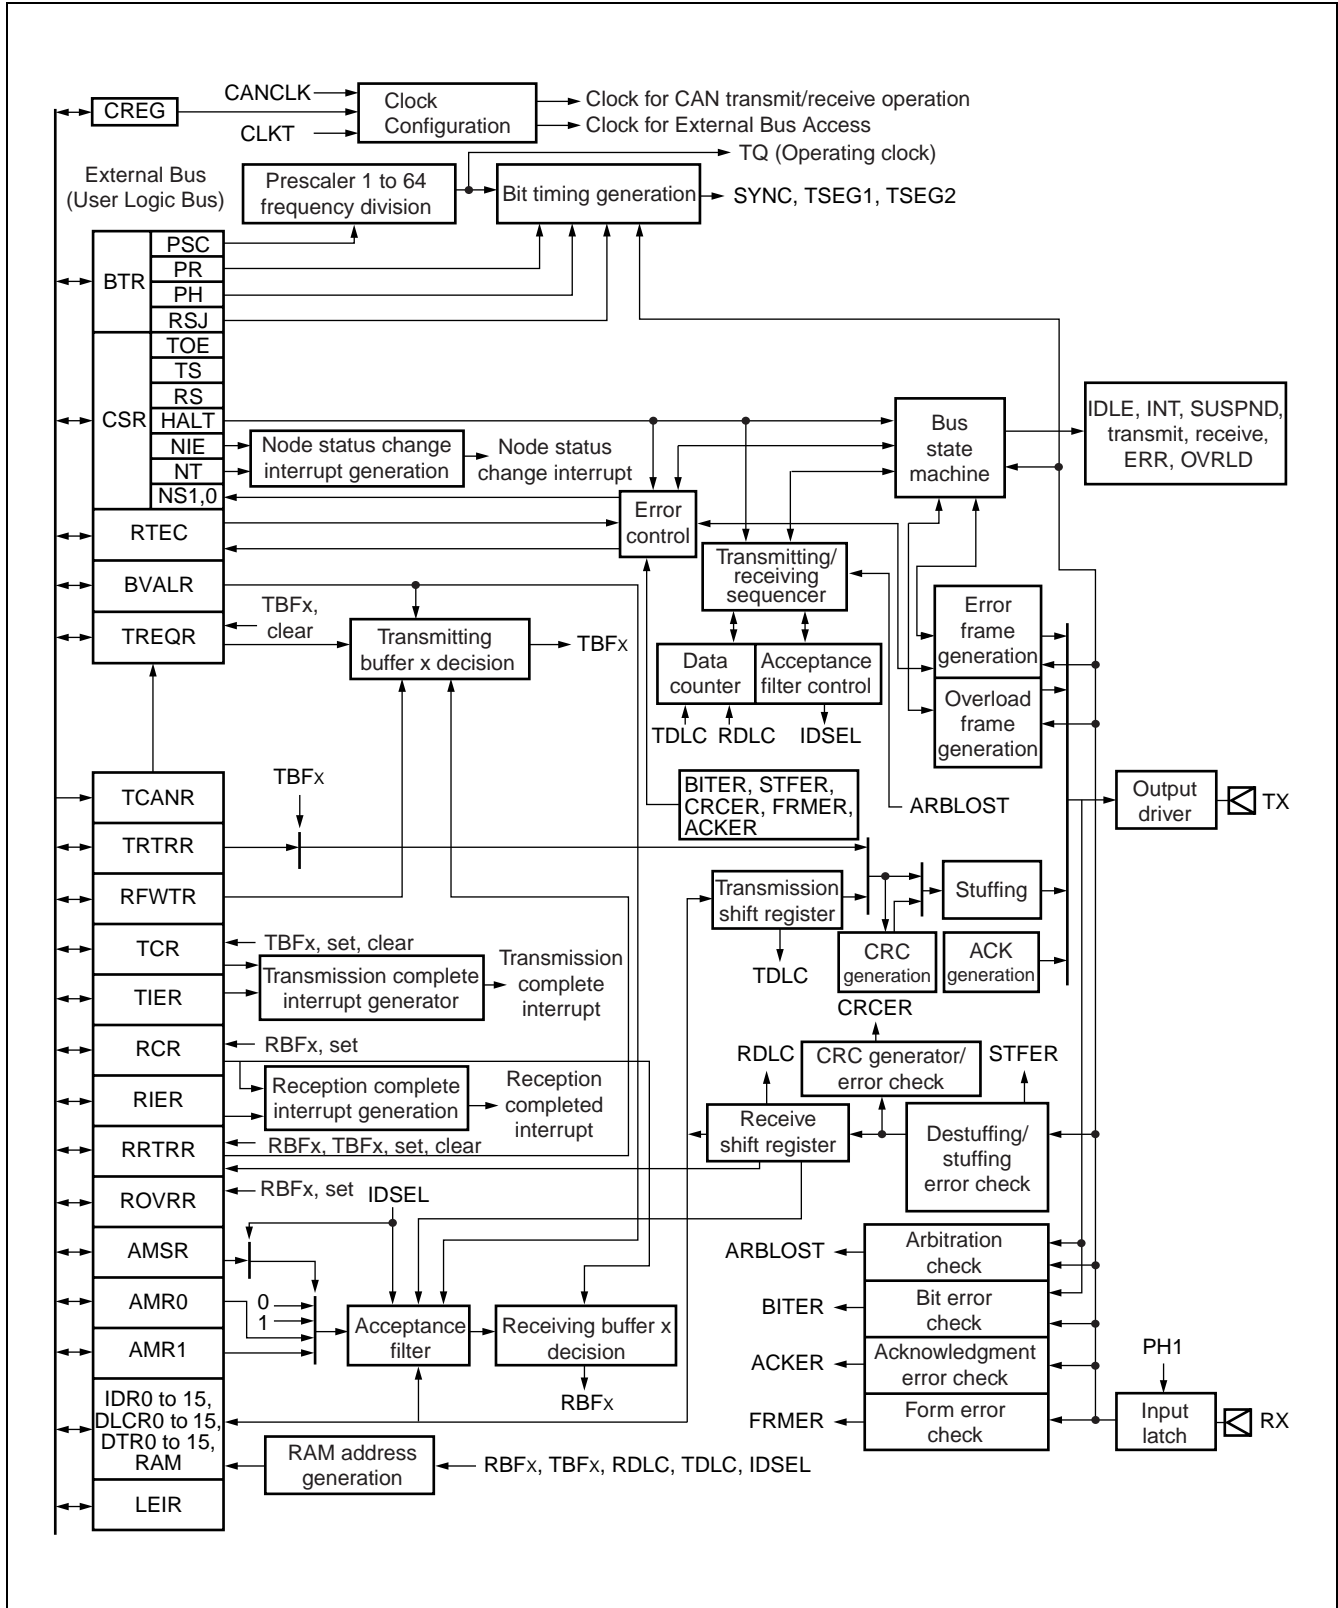 CANCLK
CREG
CLKT
Clock
Configuration
Clock for CAN transmit/receive operation
Clock for External Bus Access
TQ (Operating clock)
External Bus
(User Logic Bus)
Prescaler 1 to 64
frequency division
Bit timing generation
SYNC, TSEG1, TSEG2
BTR
PSC
PR
PH
RSJ
CSR
TOE
TS
RS
HALT
NIE
NT
NS1,0
Node status change
interrupt generation
Node status
change interrupt
Bus
state
machine
IDLE, INT, SUSPND,
transmit, receive,
ERR, OVRLD
Error
control
RTEC
BVALR
TREQR
TBFx,
clear
Transmitting
buffer x decision
TBFx
Transmitting/
receiving
sequencer
Data
counter
Acceptance
filter control
TDLC
RDLC
IDSEL
Error
frame
generation
Overload
frame
generation
TCANR
TBFx
BITER, STFER,
CRCER, FRMER,
ACKER
ARBLOST
Output
driver
TX
TRTRR
RFWTR
Transmission
shift register
TDLC
Stuffing
CRC
generation
ACK
generation
TCR
TBFx, set, clear
Transmission complete
interrupt generator
Transmission
complete
interrupt
TIER
CRCER
RCR
RBFx, set
RDLC
CRC generator/
error check
STFER
RIER
Reception complete
interrupt generation
Reception
completed
interrupt
Receive
shift register
Destuffing/
stuffing
error check
RRTRR
RBFx, TBFx, set, clear
ROVRR
RBFx, set
IDSEL
AMSR
ARBLOST
Arbitration
check
AMR0
0
1
BITER
Bit error
check
Acceptance
filter
Receiving buffer x
decision
AMR1
ACKER
Acknowledgment
error check
PH1
RBFx
IDR0 to 15,
DLCR0 to 15,
DTR0 to 15,
RAM
FRMER
Form error
check
Input
latch
RX
RAM address
generation
RBFx, TBFx, RDLC, TDLC, IDSEL
LEIR